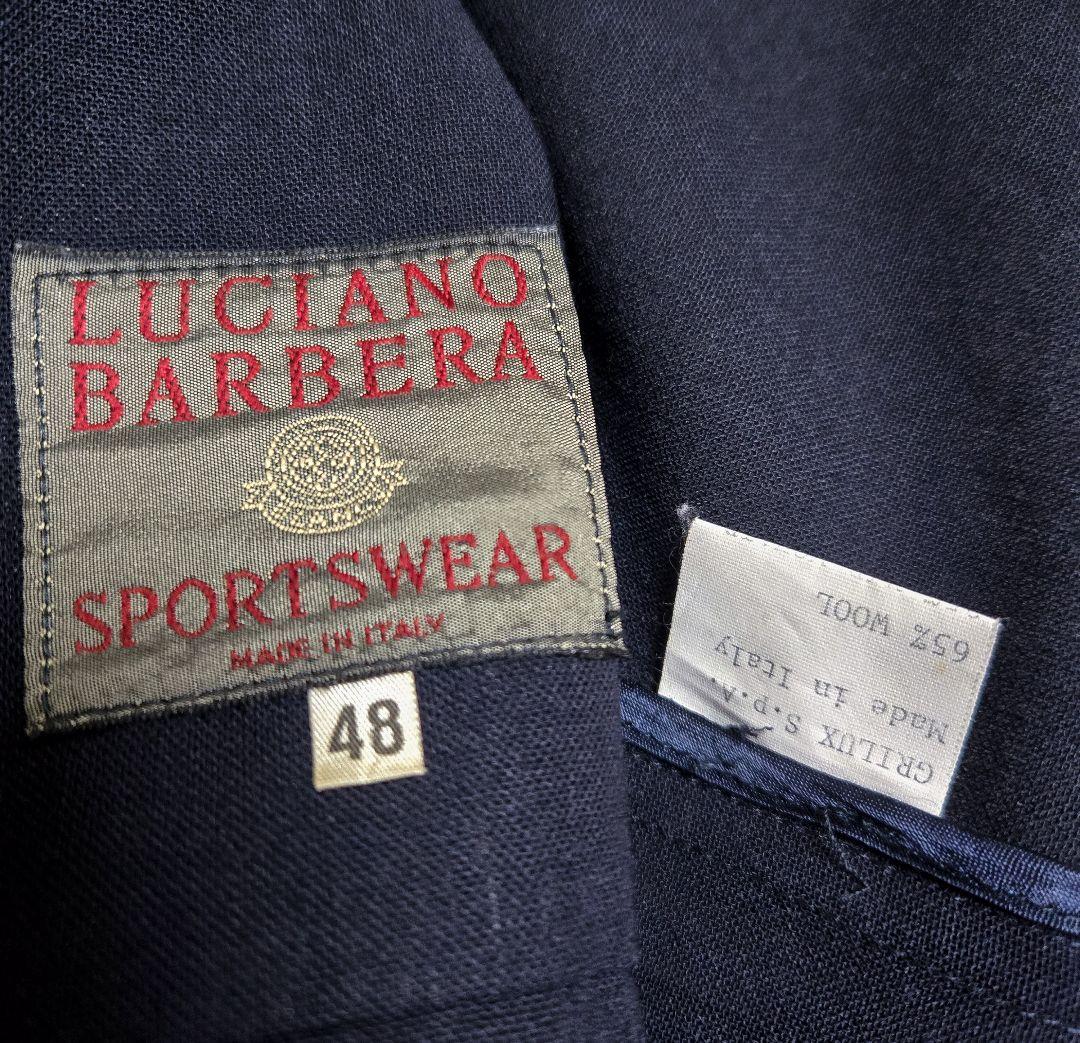 LUCIANO
BARBERA
SPORTSWEAR
MADE IN ITALY
48
GRILUX S.p.A.
Made in Italy
65% WOOL